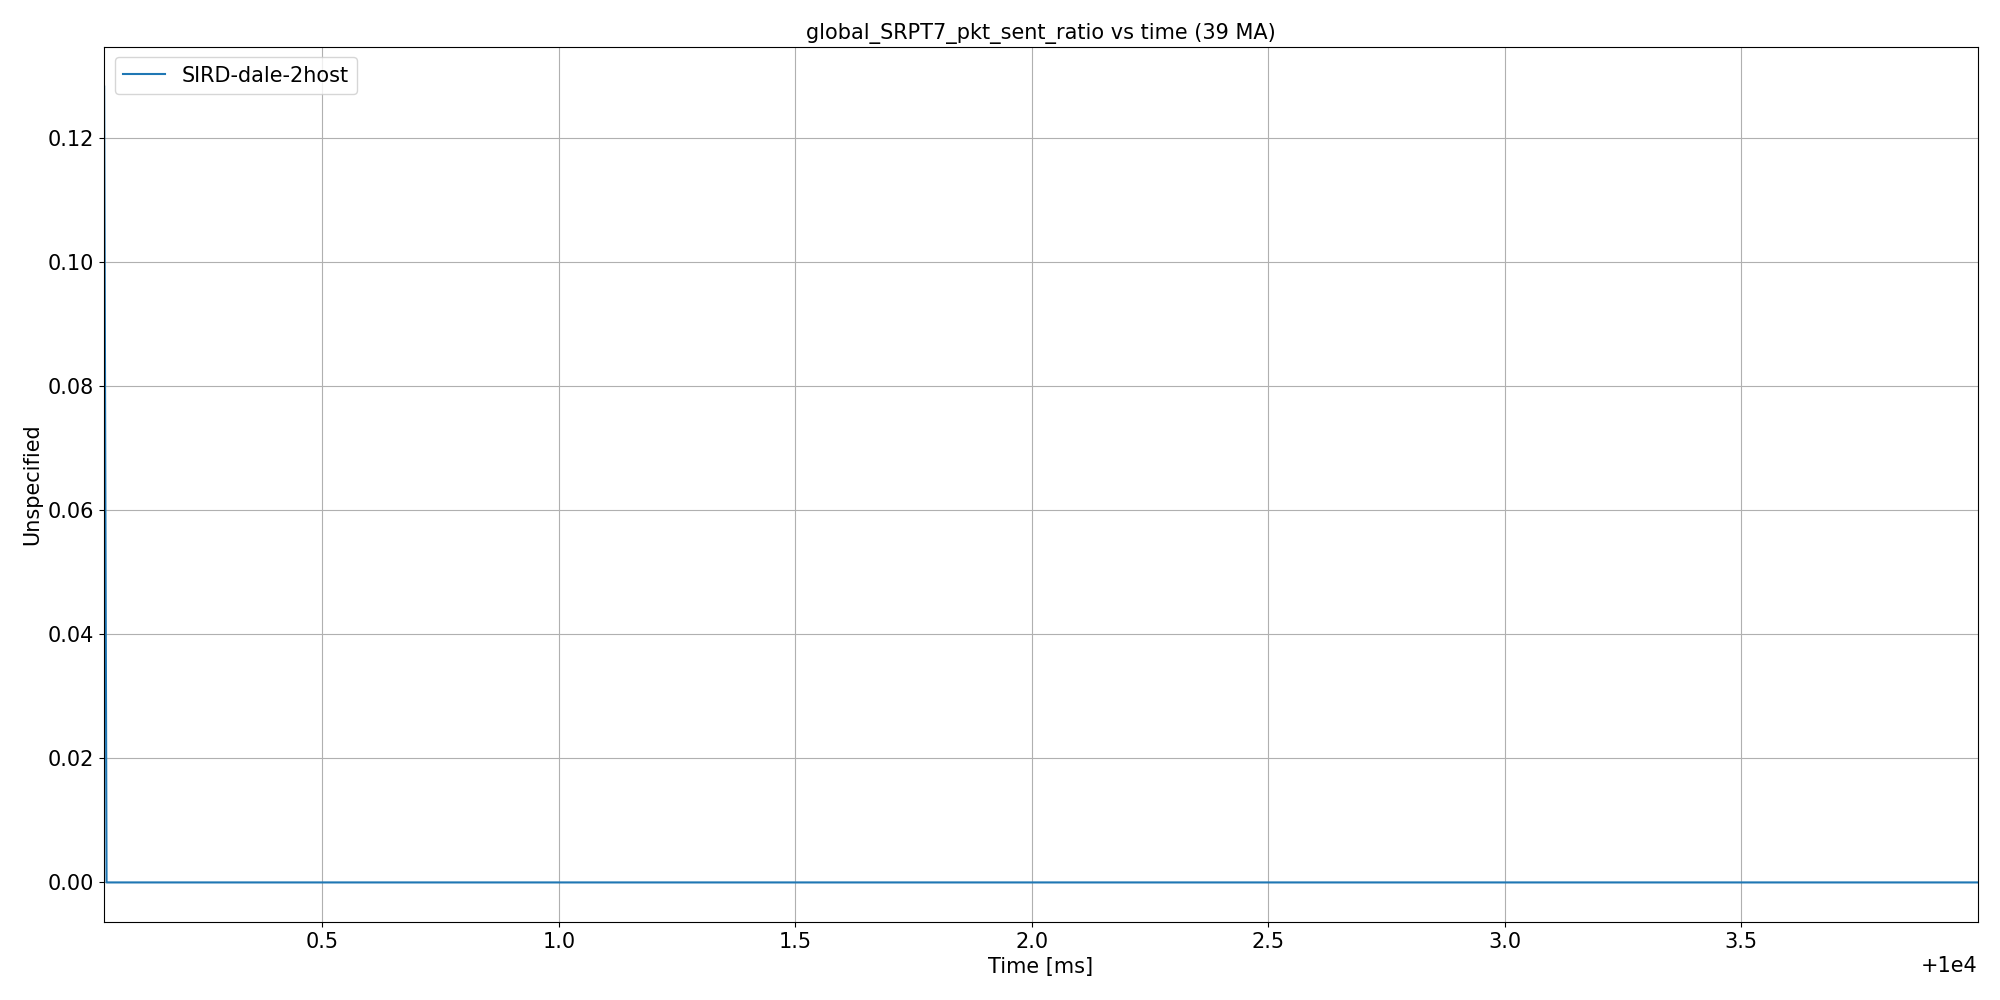 global_SRPT7_pkt_sent_ratio vs time (39 MA)
SIRD-dale-2host
0.12
0.10
0.08
0.06
0.04
0.02
0.00
Unspecified
0.5 1.0 1.5 2.0 2.5 3.0 3.5
Time [ms]
+1e4